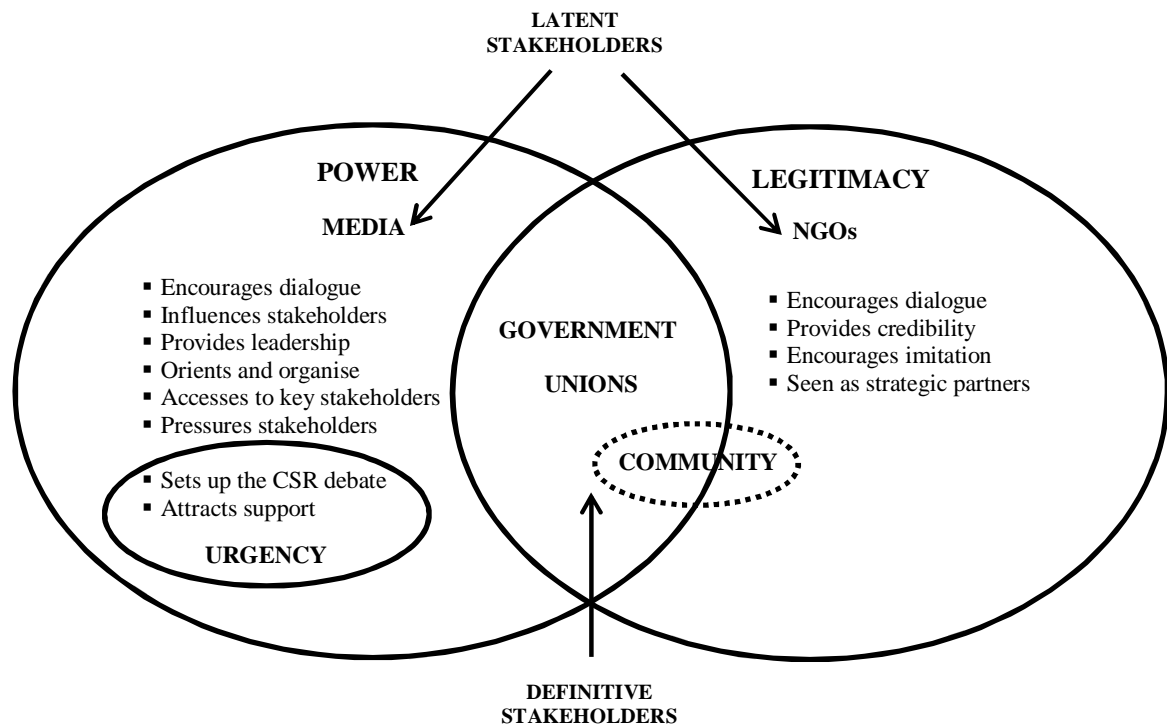 LATENT
STAKEHOLDERS
POWER
MEDIA
▪ Encourages dialogue
▪ Influences stakeholders
▪ Provides leadership
▪ Orients and organise
▪ Accesses to key stakeholders
▪ Pressures stakeholders
▪ Sets up the CSR debate
▪ Attracts support
URGENCY
GOVERNMENT
UNIONS
COMMUNITY
LEGITIMACY
NGOs
▪ Encourages dialogue
▪ Provides credibility
▪ Encourages imitation
▪ Seen as strategic partners
DEFINITIVE
STAKEHOLDERS